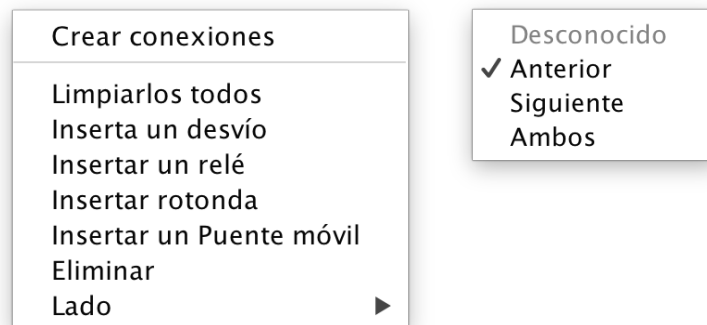 Crear conexiones
Limpiarlos todos
Inserta un desvío
Insertar un relé
Insertar rotonda
Insertar un Puente móvil
Eliminar
Lado
Desconocido
Anterior
Siguiente
Ambos